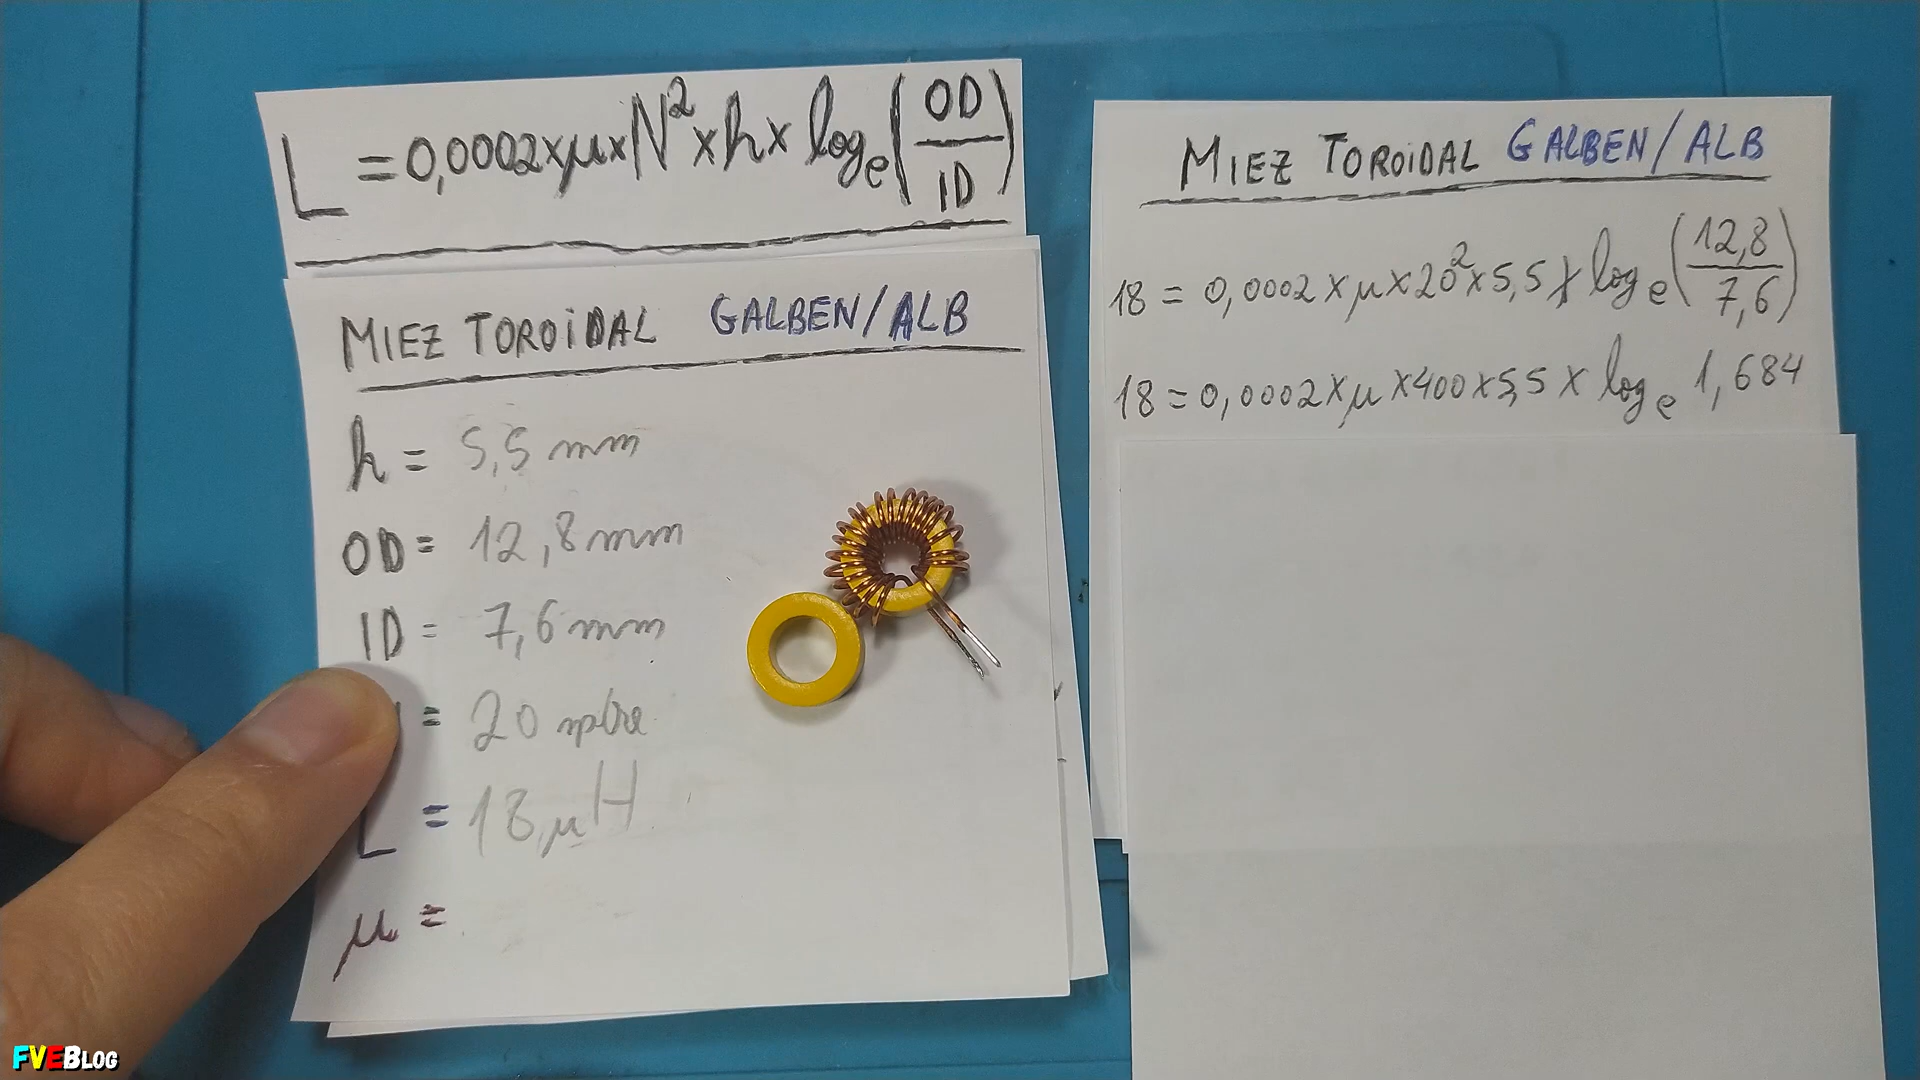 L = 0,0002 x μ x N² x h x logₑ (OD/ID)
MIEZ TOROiDAL GALBEN/ALB
h = 5,5 mm
OD = 12,8 mm
ID = 7,6 mm
= 20 spire
L = 18 μH
μ =
MIEZ TOROiDAL GALBEN/ALB
18 = 0,0002 x μ x 20² x 5,5 x logₑ (12,8/7,6)
18 = 0,0002 x μ x 400 x 5,5 x logₑ 1,684
FVEBLOG